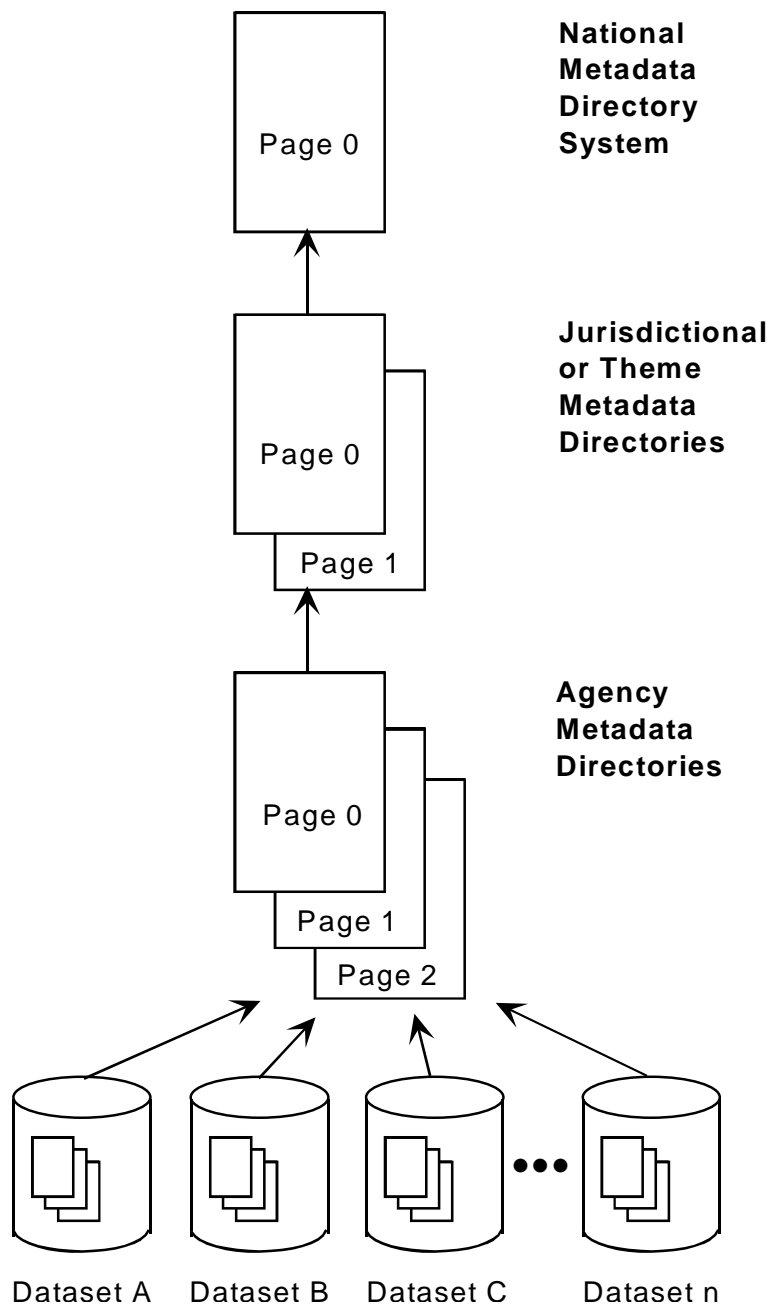 National
Metadata
Directory
System
Page 0
Jurisdictional
or Theme
Metadata
Directories
Page 0
Page 1
Agency
Metadata
Directories
Page 0
Page 1
Page 2
Dataset A
Dataset B
Dataset C
Dataset n